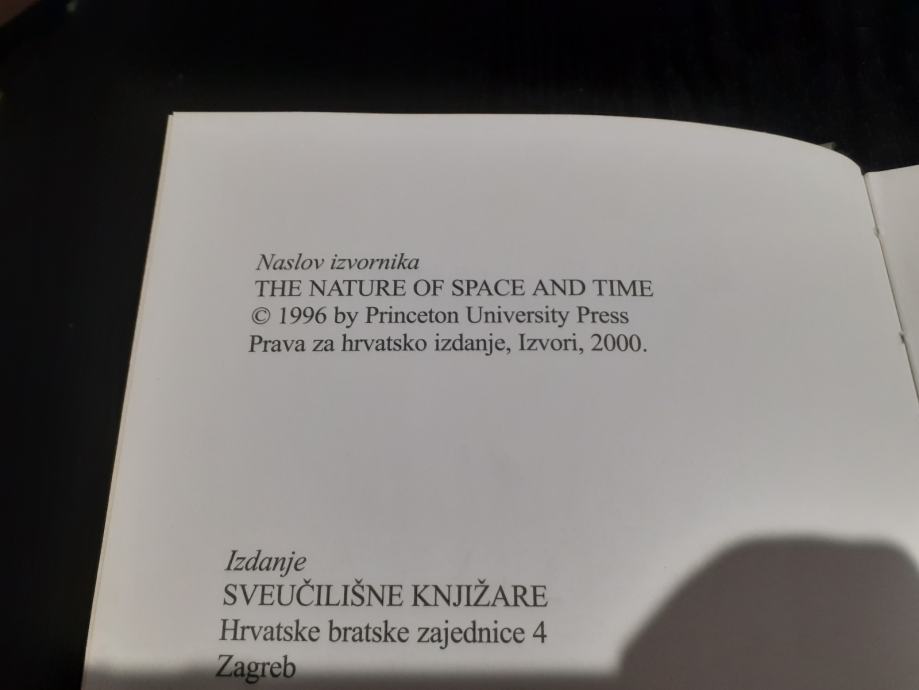 Naslov izvornika
THE NATURE OF SPACE AND TIME
© 1996 by Princeton University Press
Prava za hrvatsko izdanje, Izvori, 2000.
Izdanje
SVEUČILIŠNE KNJIŽARE
Hrvatske bratske zajednice 4
Zagreb